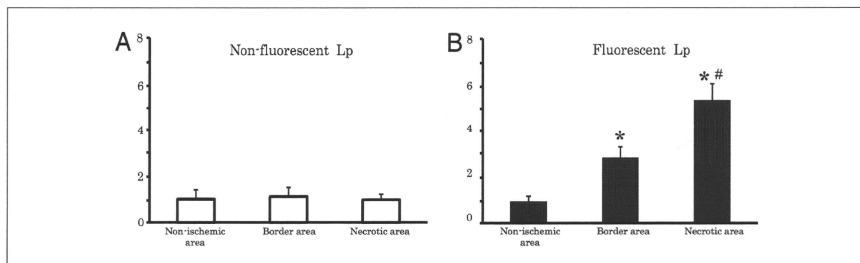 A
Non-fluorescent Lp
8
6
4
2
0
Non-ischemic
area
Border area
Necrotic area
B
Fluorescent Lp
8
6
4
2
0
*
* #
Non-ischemic
area
Border area
Necrotic area